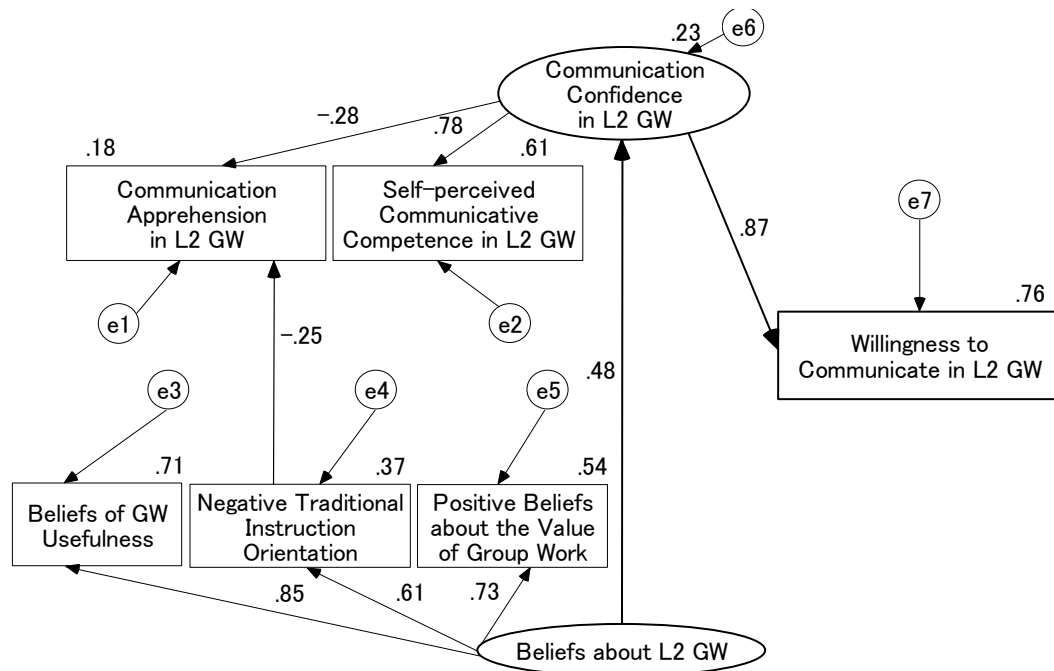 .23
e6
Communication
Confidence
in L2 GW
-.28
.78
.18
.61
Communication
Apprehension
in L2 GW
Self-perceived
Communicative
Competence in L2 GW
e7
.87
.76
e1
e2
Willingness to
Communicate in L2 GW
-.25
.48
e3
e4
e5
.71
.37
.54
Beliefs of GW
Usefulness
Negative Traditional
Instruction
Orientation
Positive Beliefs
about the Value
of Group Work
.85
.61
.73
Beliefs about L2 GW